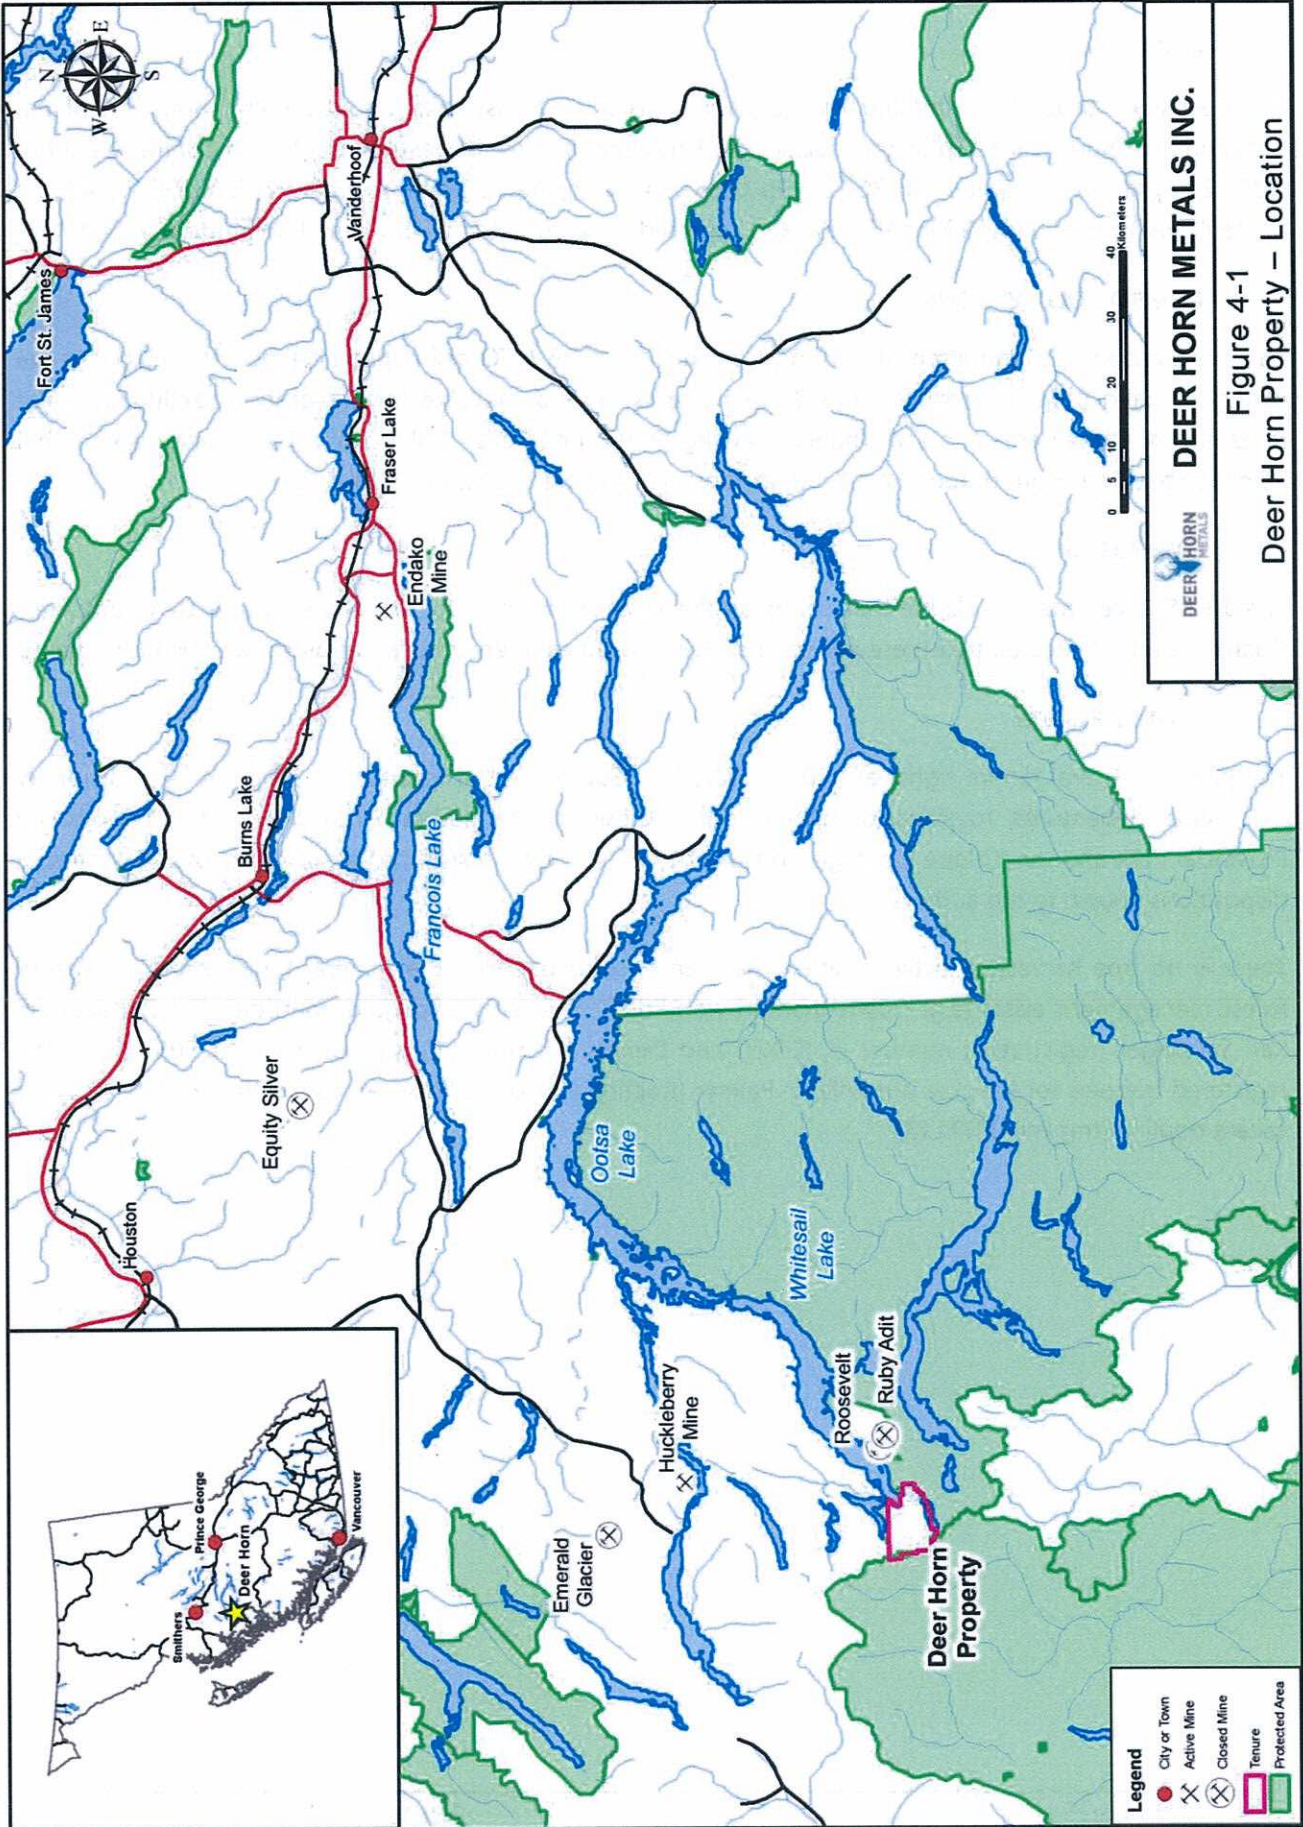 N
W
E
S
Fort St. James
Vanderhoof
Fraser Lake
Endako
Mine
Burns Lake
Francois Lake
Equity Silver
Houston
Ootsa
Lake
Whitesail
Lake
Huckleberry
Mine
Roosevelt
Ruby Adit
Emerald
Glacier
Deer Horn
Property
Smithers
Prince George
Deer Horn
Vancouver
Legend
City or Town
Active Mine
Closed Mine
Tenure
Protected Area
0 5 10 20 30 40
Kilometers
DEER HORN
METALS
DEER HORN METALS INC.
Figure 4-1
Deer Horn Property – Location